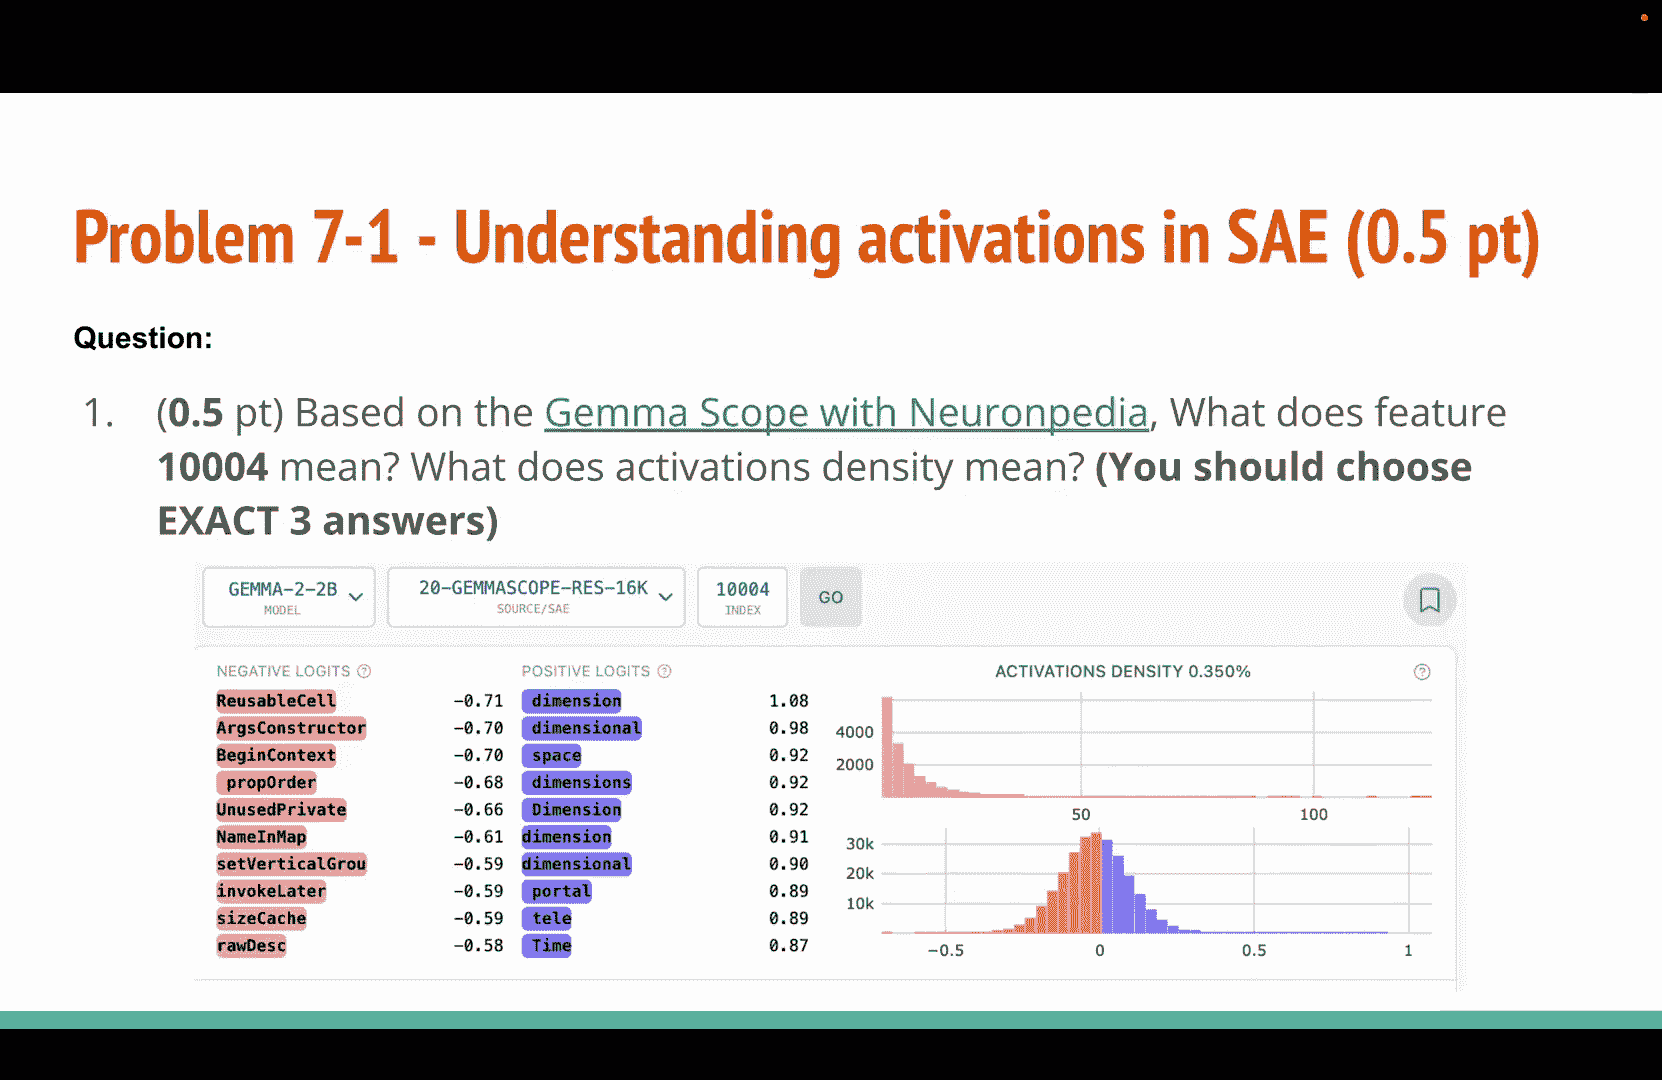 Problem 7-1 - Understanding activations in SAE (0.5 pt)
Question:
1. (0.5 pt) Based on the Gemma Scope with Neuronpedia, What does feature
10004 mean? What does activations density mean? (You should choose
EXACT 3 answers)
GEMMA-2-2B 20-GEMMASCOPE-RES-16K 10004 GO
MODEL SOURCE/SAE INDEX
NEGATIVE LOGITS ? POSITIVE LOGITS ? ACTIVATIONS DENSITY 0.350% ?
ReusableCell -0.71 dimension 1.08
ArgsConstructor -0.70 dimensional 0.98
BeginContext -0.70 space 0.92
propOrder -0.68 dimensions 0.92
UnusedPrivate -0.66 Dimension 0.92
NameInMap -0.61 dimension 0.91
setVerticalGrou -0.59 dimensional 0.90
invokeLater -0.59 portal 0.89
sizeCache -0.59 tele 0.89
rawDesc -0.58 Time 0.87
4000
2000
50 100
30k
20k
10k
-0.5 0 0.5 1